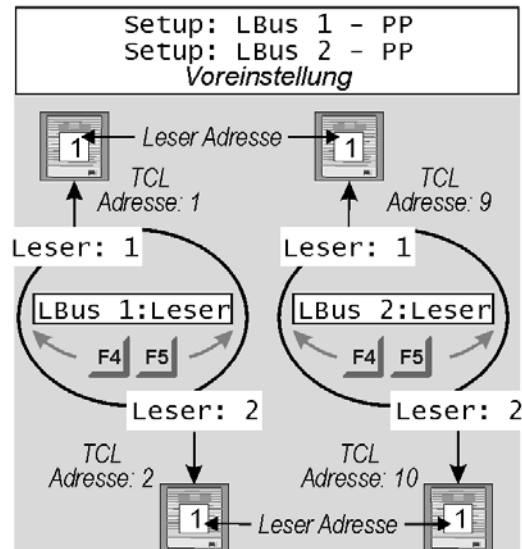 Setup: LBus 1 - PP
Setup: LBus 2 - PP
Voreinstellung
1 Leser Adresse 1
TCL
Adresse: 1
TCL
Adresse: 9
Leser: 1
Leser: 1
LBus 1:Leser
LBus 2:Leser
F4 F5
F4 F5
Leser: 2
Leser: 2
TCL
Adresse: 2
TCL
Adresse: 10
1 Leser Adresse 1